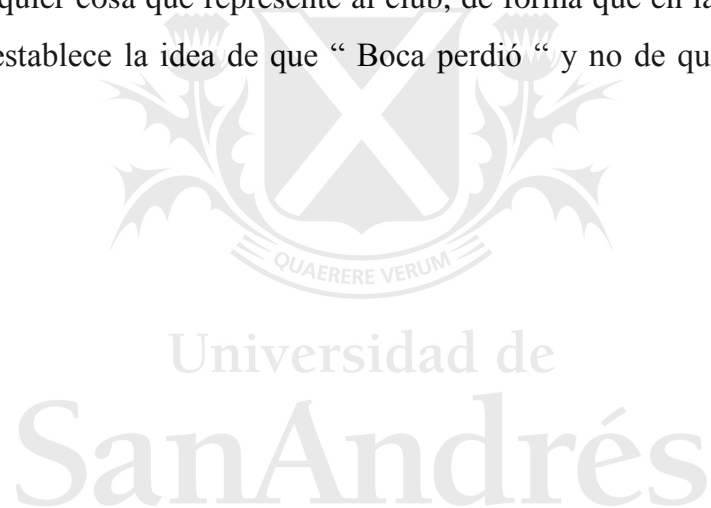 quier cosa que represente al club, de forma que en la
establece la idea de que “ Boca perdió “ y no de qu
QUAERERE VERUM
Universidad de
SanAndrés